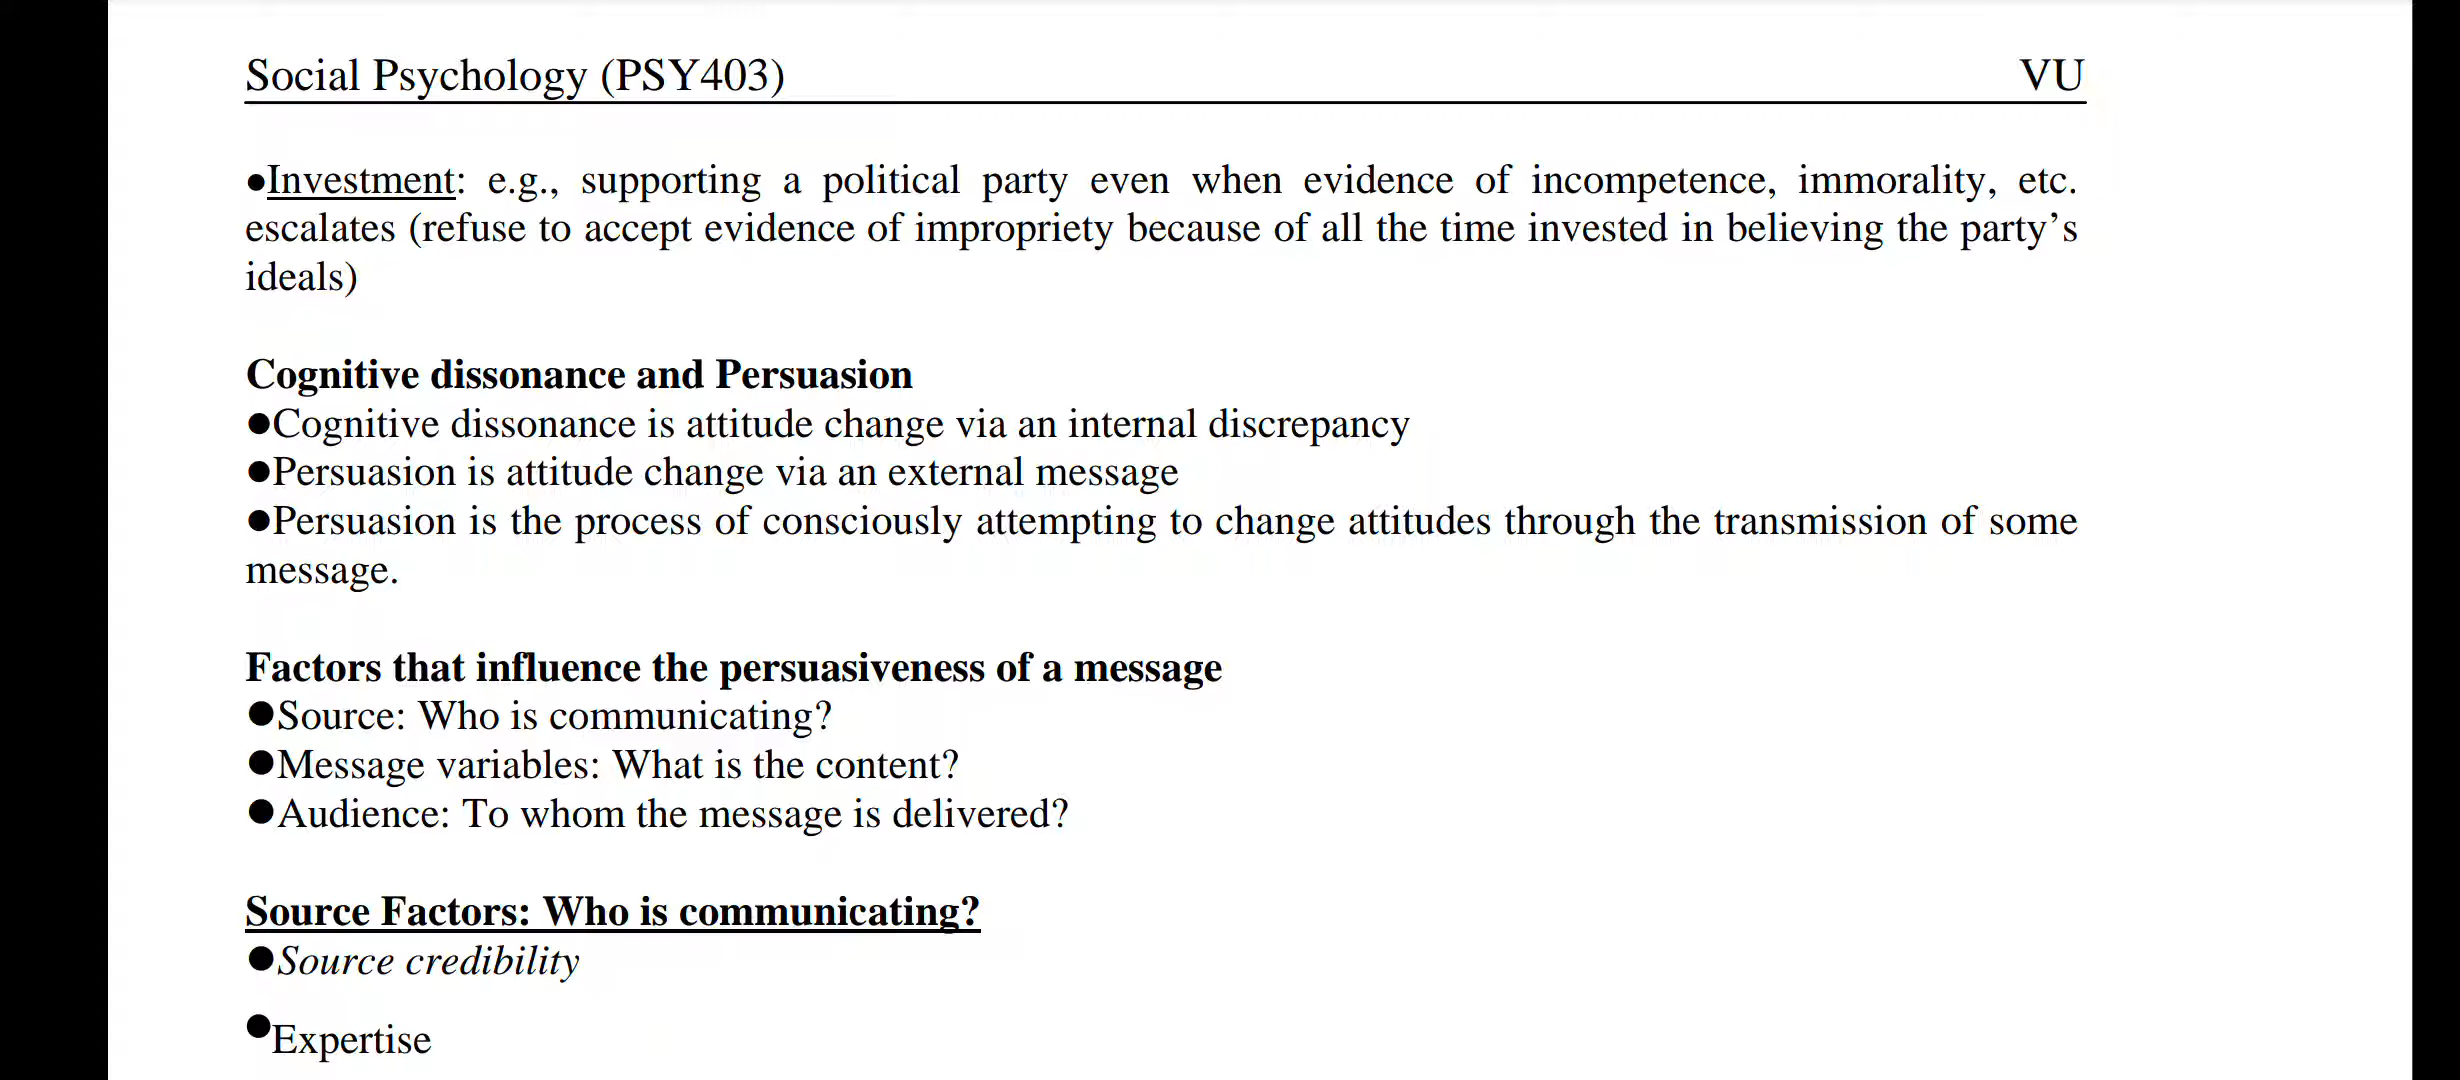 Social Psychology (PSY403) VU
●Investment: e.g., supporting a political party even when evidence of incompetence, immorality, etc.
escalates (refuse to accept evidence of impropriety because of all the time invested in believing the party’s
ideals)
Cognitive dissonance and Persuasion
●Cognitive dissonance is attitude change via an internal discrepancy
●Persuasion is attitude change via an external message
●Persuasion is the process of consciously attempting to change attitudes through the transmission of some
message.
Factors that influence the persuasiveness of a message
●Source: Who is communicating?
●Message variables: What is the content?
●Audience: To whom the message is delivered?
Source Factors: Who is communicating?
●Source credibility
●Expertise